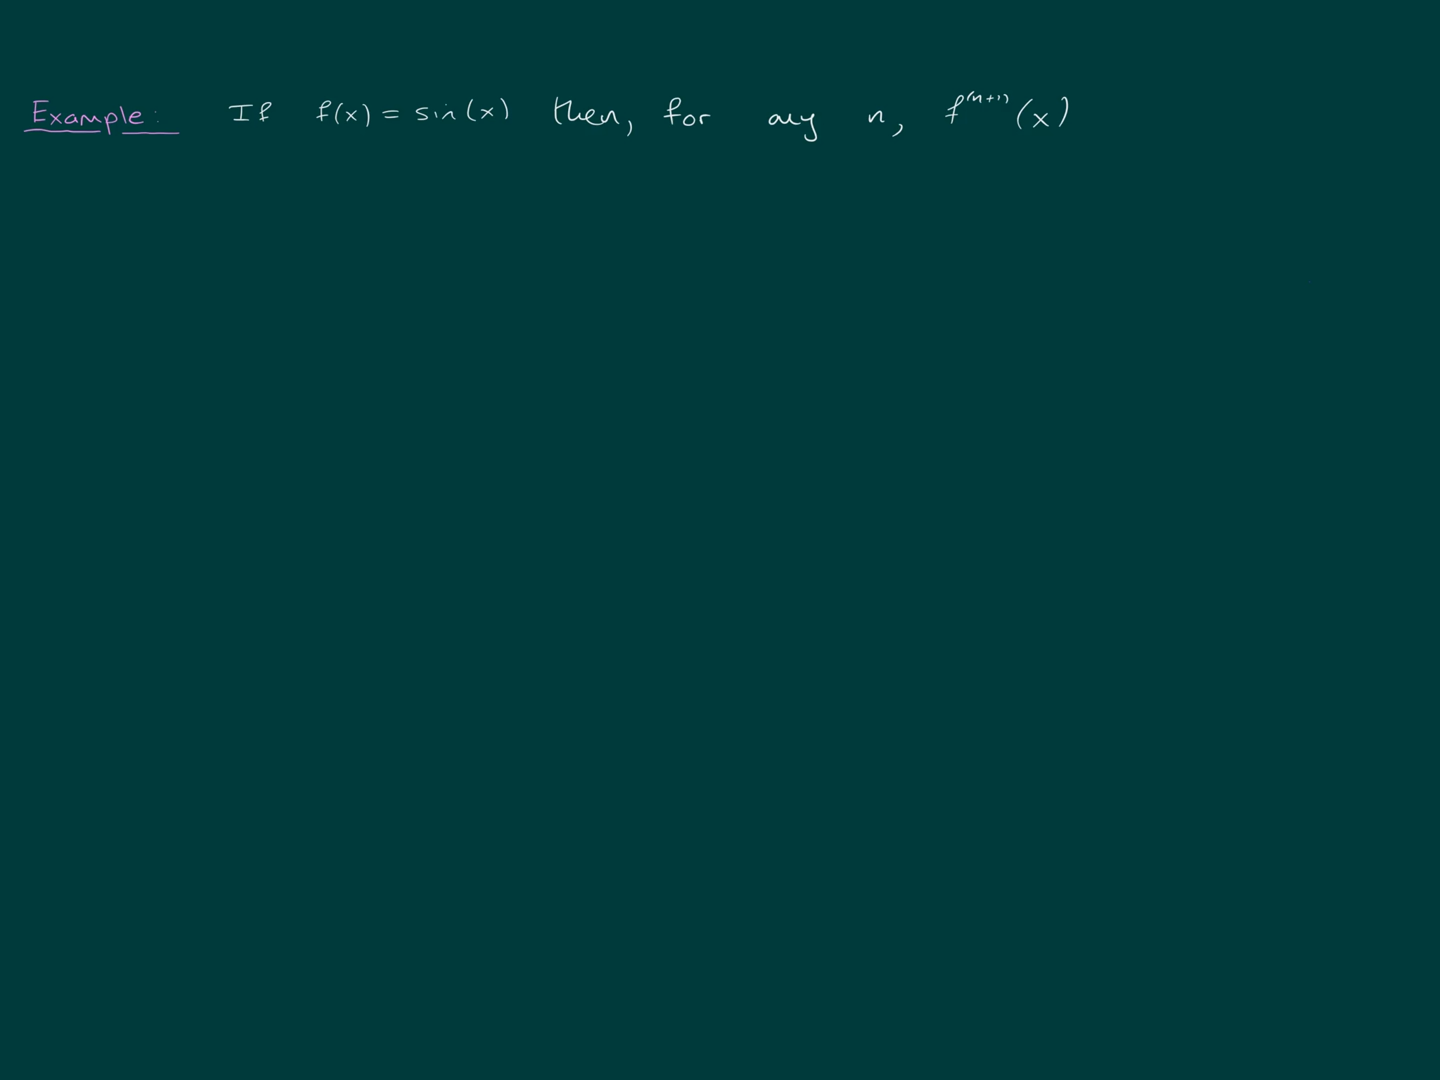 Example: If f(x) = sin(x) then, for any n, f⁽ⁿ⁺¹⁾(x)